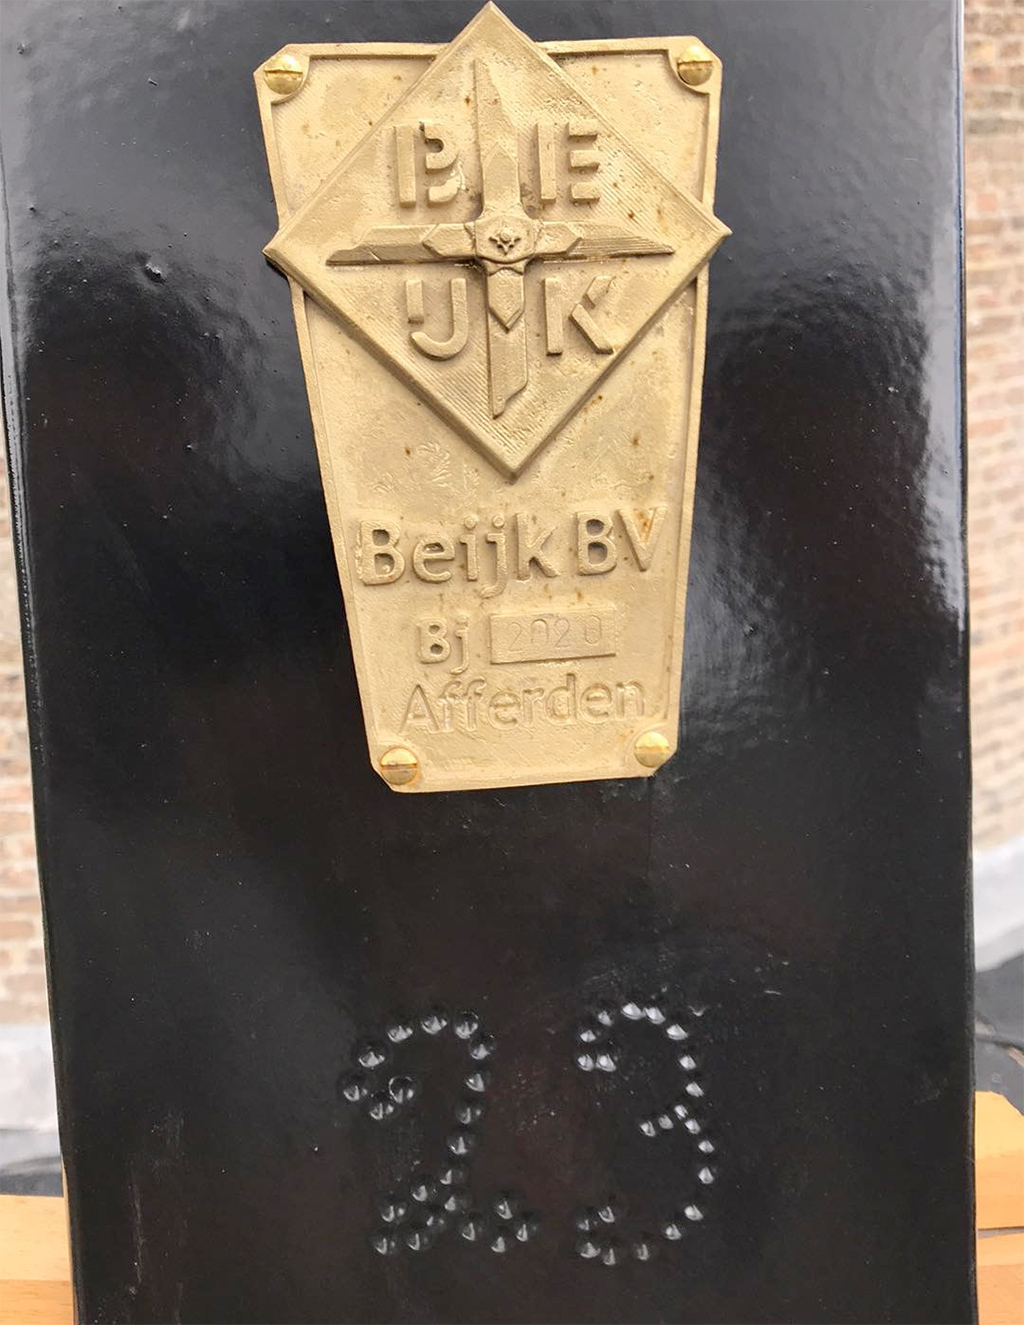 BE
IJK
Beijk BV
Bj 2020
Afferden
23